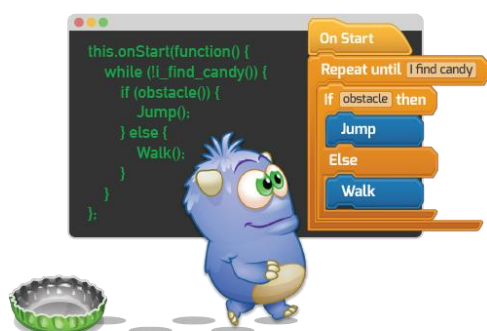 this.onStart(function() {
while (!i_find_candy()) {
if (obstacle()) {
Jump();
} else {
Walk();
}
}
};
On Start
Repeat until I find candy
If obstacle then
Jump
Else
Walk